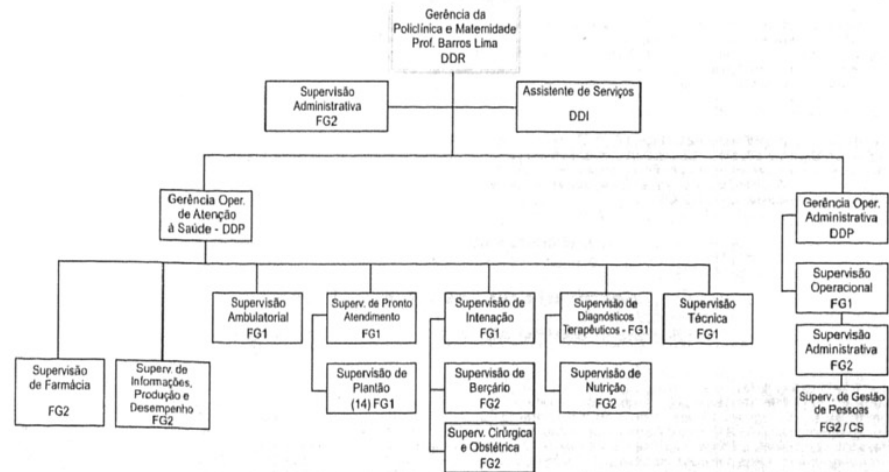 Gerência da
Policlínica e Maternidade
Prof. Barros Lima
DDR
Supervisão
Administrativa
FG2
Assistente de Serviços
DDI
Gerência Oper.
de Atenção
à Saúde - DDP
Gerência Oper.
Administrativa
DDP
Supervisão
Operacional
FG1
Supervisão
Administrativa
FG2
Superv. de Gestão
de Pessoas
FG2 / CS
Supervisão
Ambulatorial
FG1
Superv. de Pronto
Atendimento
FG1
Supervisão de
Intenação
FG1
Supervisão de
Diagnósticos
Terapêuticos - FG1
Supervisão
Técnica
FG1
Supervisão
de Farmácia
FG2
Superv. de
Informações,
Produção e
Desempenho
FG2
Supervisão de
Plantão
(14) FG1
Supervisão de
Berçário
FG2
Supervisão de
Nutrição
FG2
Superv. Cirúrgica
e Obstétrica
FG2